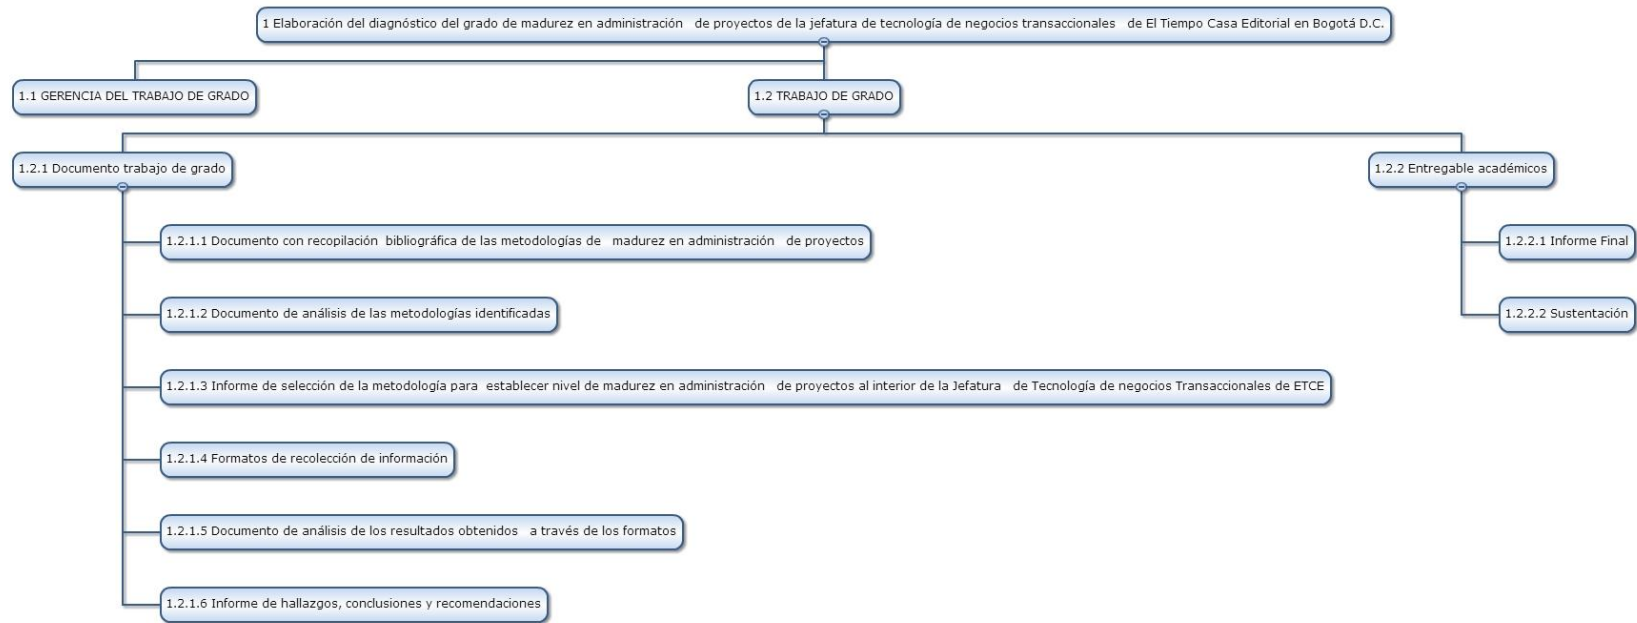 1 Elaboración del diagnóstico del grado de madurez en administración de proyectos de la jefatura de tecnología de negocios transaccionales de El Tiempo Casa Editorial en Bogotá D.C.
1.1 GERENCIA DEL TRABAJO DE GRADO
1.2 TRABAJO DE GRADO
1.2.1 Documento trabajo de grado
1.2.2 Entregable académicos
1.2.1.1 Documento con recopilación bibliográfica de las metodologías de madurez en administración de proyectos
1.2.2.1 Informe Final
1.2.1.2 Documento de análisis de las metodologías identificadas
1.2.2.2 Sustentación
1.2.1.3 Informe de selección de la metodología para establecer nivel de madurez en administración de proyectos al interior de la Jefatura de Tecnología de negocios Transaccionales de ETCE
1.2.1.4 Formatos de recolección de información
1.2.1.5 Documento de análisis de los resultados obtenidos a través de los formatos
1.2.1.6 Informe de hallazgos, conclusiones y recomendaciones